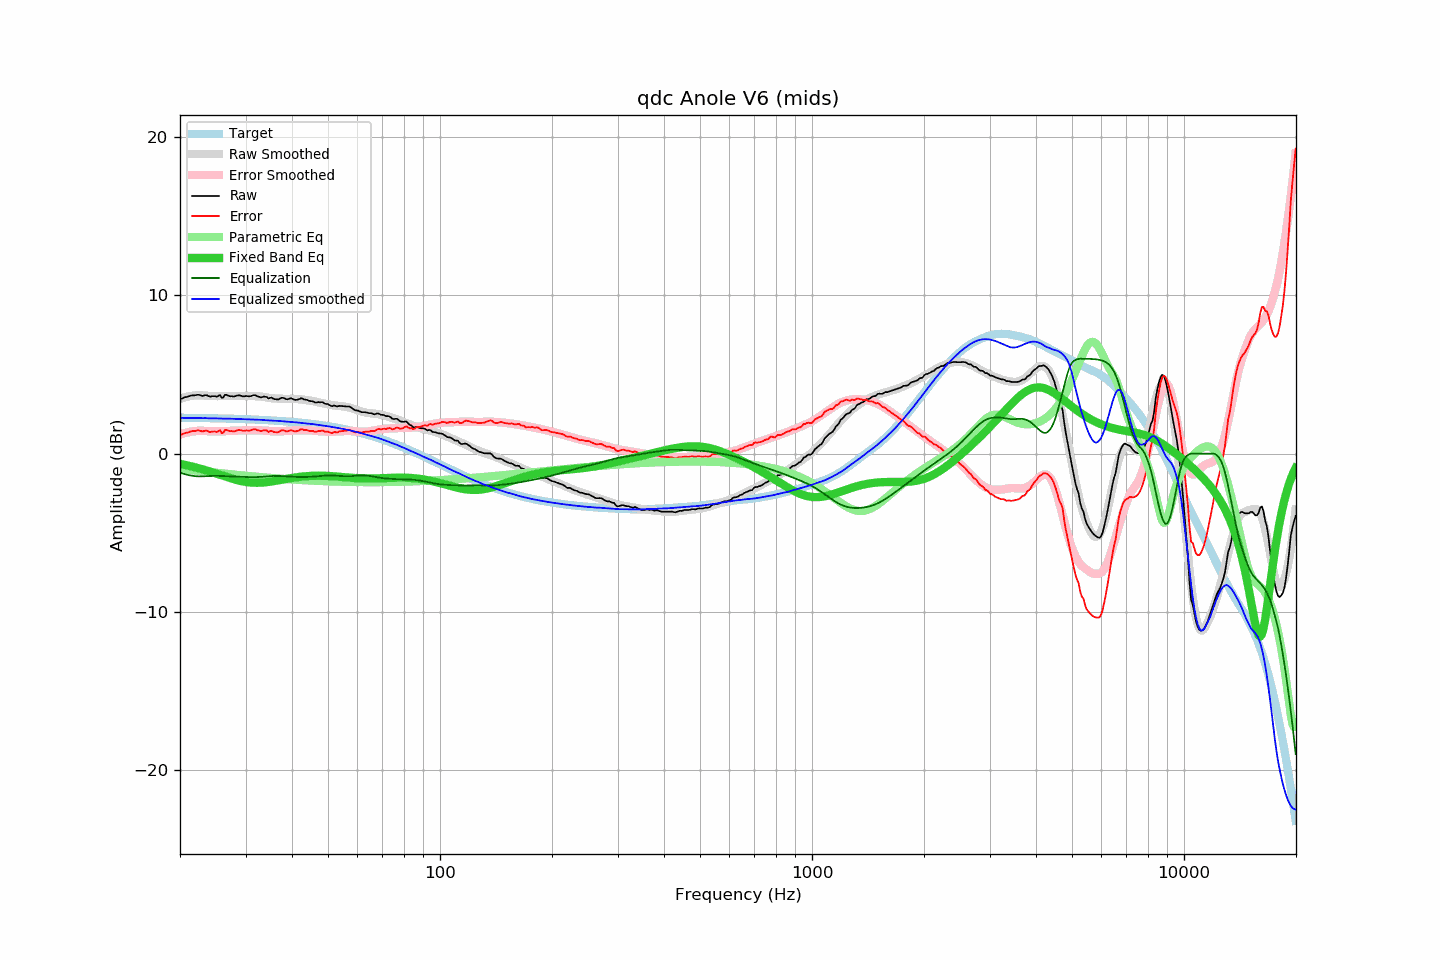 qdc Anole V6 (mids)
Target
Raw Smoothed
Error Smoothed
Raw
Error
Parametric Eq
Fixed Band Eq
Equalization
Equalized smoothed
20
10
0
−10
−20
Amplitude (dBr)
100
1000
10000
Frequency (Hz)